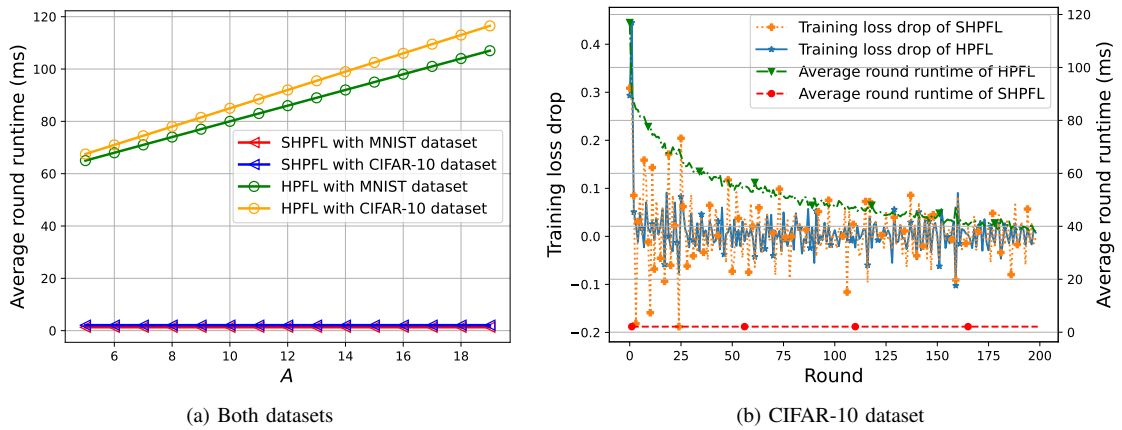 120
100
80
60
40
20
0
Average round runtime (ms)
SHPFL with MNIST dataset
SHPFL with CIFAR-10 dataset
HPFL with MNIST dataset
HPFL with CIFAR-10 dataset
6 8 10 12 14 16 18
A
(a) Both datasets
0.4
0.3
0.2
0.1
0.0
−0.1
−0.2
Training loss drop
Training loss drop of SHPFL
Training loss drop of HPFL
Average round runtime of HPFL
Average round runtime of SHPFL
120
100
80
60
40
20
0
Average round runtime (ms)
0 25 50 75 100 125 150 175 200
Round
(b) CIFAR-10 dataset